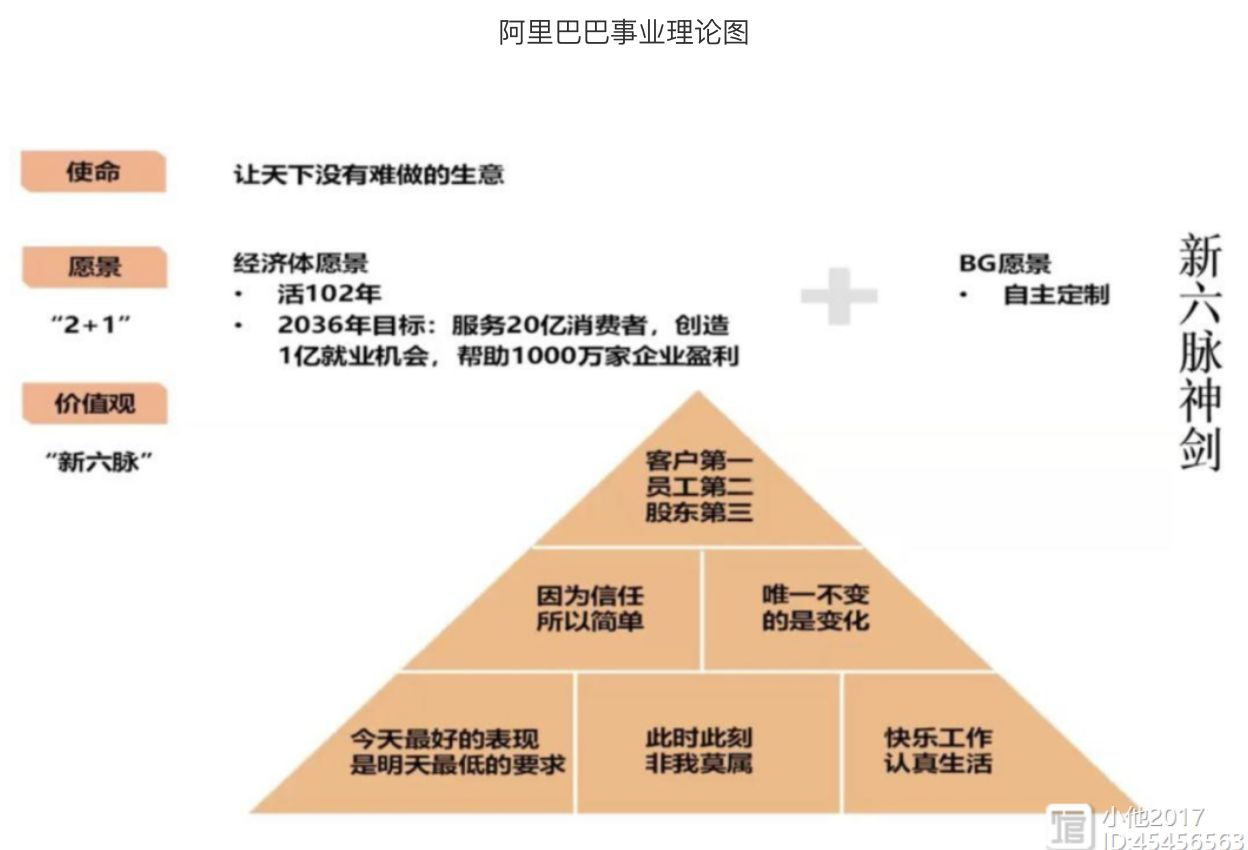 阿里巴巴事业理论图
使命
让天下没有难做的生意
愿景
“2+1”
经济体愿景
• 活102年
• 2036年目标：服务20亿消费者，创造
1亿就业机会，帮助1000万家企业盈利
BG愿景
• 自主定制
新六脉神剑
价值观
“新六脉”
客户第一
员工第二
股东第三
因为信任
所以简单
唯一不变
的是变化
今天最好的表现
是明天最低的要求
此时此刻
非我莫属
快乐工作
认真生活
小他2017
ID:45456563